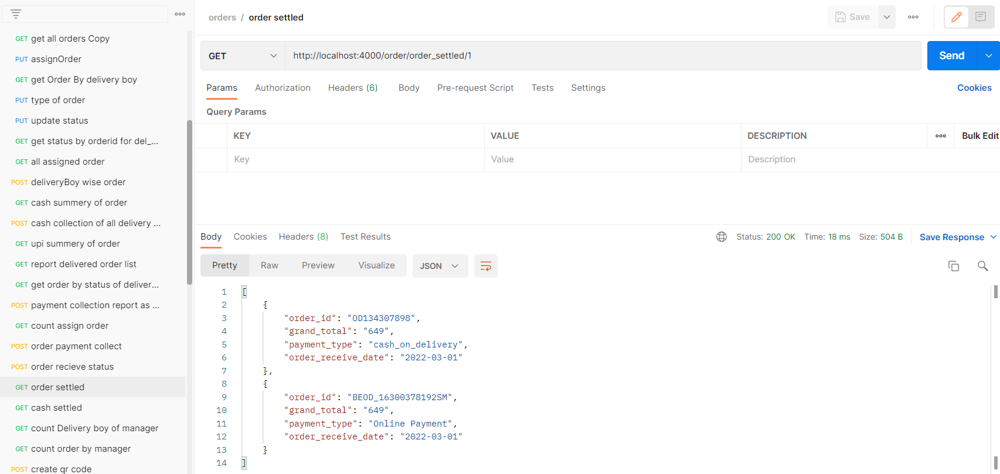 GET get all orders Copy
PUT assignOrder
GET get Order By delivery boy
PUT type of order
PUT update status
GET get status by orderid for del_...
GET all assigned order
POST deliveryBoy wise order
GET cash summery of order
POST cash collection of all delivery ...
GET upi summery of order
GET report delivered order list
GET get order by status of deliver...
POST payment collection report as ...
GET count assign order
POST order payment collect
POST order recieve status
GET order settled
GET cash settled
GET count Delivery boy of manager
GET count order by manager
POST create qr code
orders / order settled
Save
GET http://localhost:4000/order/order_settled/1
Send
Params Authorization Headers (6) Body Pre-request Script Tests Settings Cookies
Query Params
KEY VALUE DESCRIPTION Bulk Edit
Key Value Description
Body Cookies Headers (8) Test Results Status: 200 OK Time: 18 ms Size: 504 B Save Response
Pretty Raw Preview Visualize JSON
1 [
2 {
3 "order_id": "OD134307898",
4 "grand_total": "649",
5 "payment_type": "cash_on_delivery",
6 "order_receive_date": "2022-03-01"
7 },
8 {
9 "order_id": "BEOD_16300378192SM",
10 "grand_total": "649",
11 "payment_type": "Online Payment",
12 "order_receive_date": "2022-03-01"
13 }
14 ]